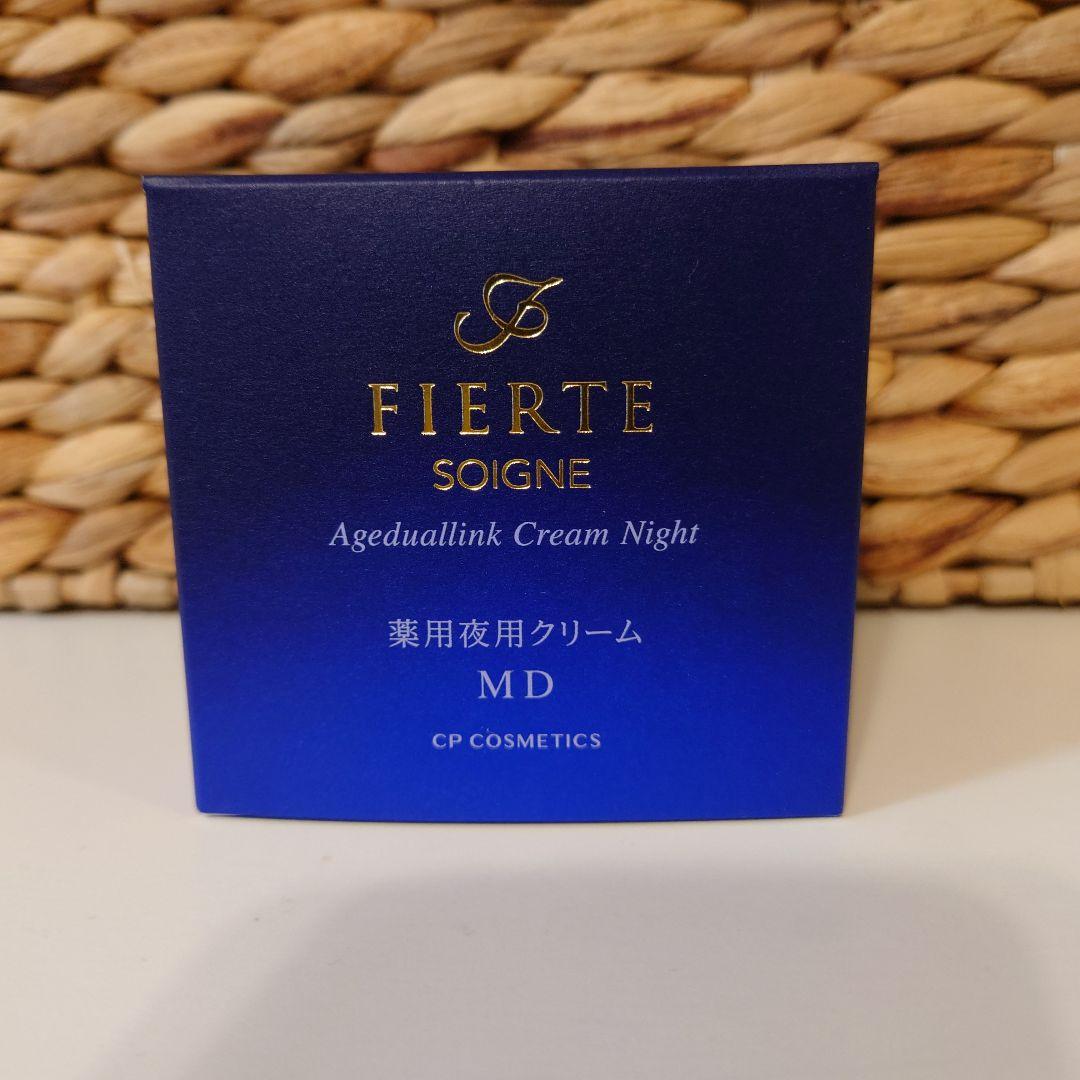 FIERTE
SOIGNE
Ageduallink Cream Night
薬用夜用クリーム
MD
CP COSMETICS